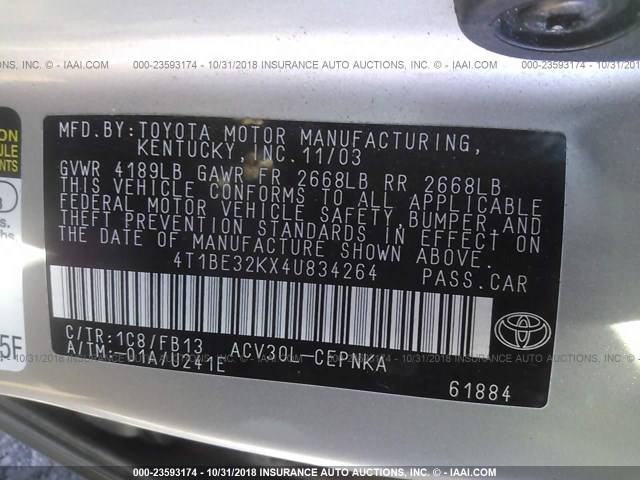 000-23593174 - 10/31/2018 INSURANCE AUTO AUCTIONS, INC. - IAAI.COM
MFD.BY:TOYOTA MOTOR MANUFACTURING,
KENTUCKY,INC.11/03
GVWR 4189LB GAWR FR 2668LB RR 2668LB
THIS VEHICLE CONFORMS TO ALL APPLICABLE
FEDERAL MOTOR VEHICLE SAFETY,BUMPER,AND
THEFT PREVENTION STANDARDS IN EFFECT ON
THE DATE OF MANUFACTURE SHOWN ABOVE.
4T1BE32KX4U834264 PASS.CAR
C/TR:1C8/FB13 ACV30L-CEPNKA
A/TM:-01A/U241E
61884
TOYOTA
000-23593174 - 10/31/2018 INSURANCE AUTO AUCTIONS, INC. - IAAI.COM